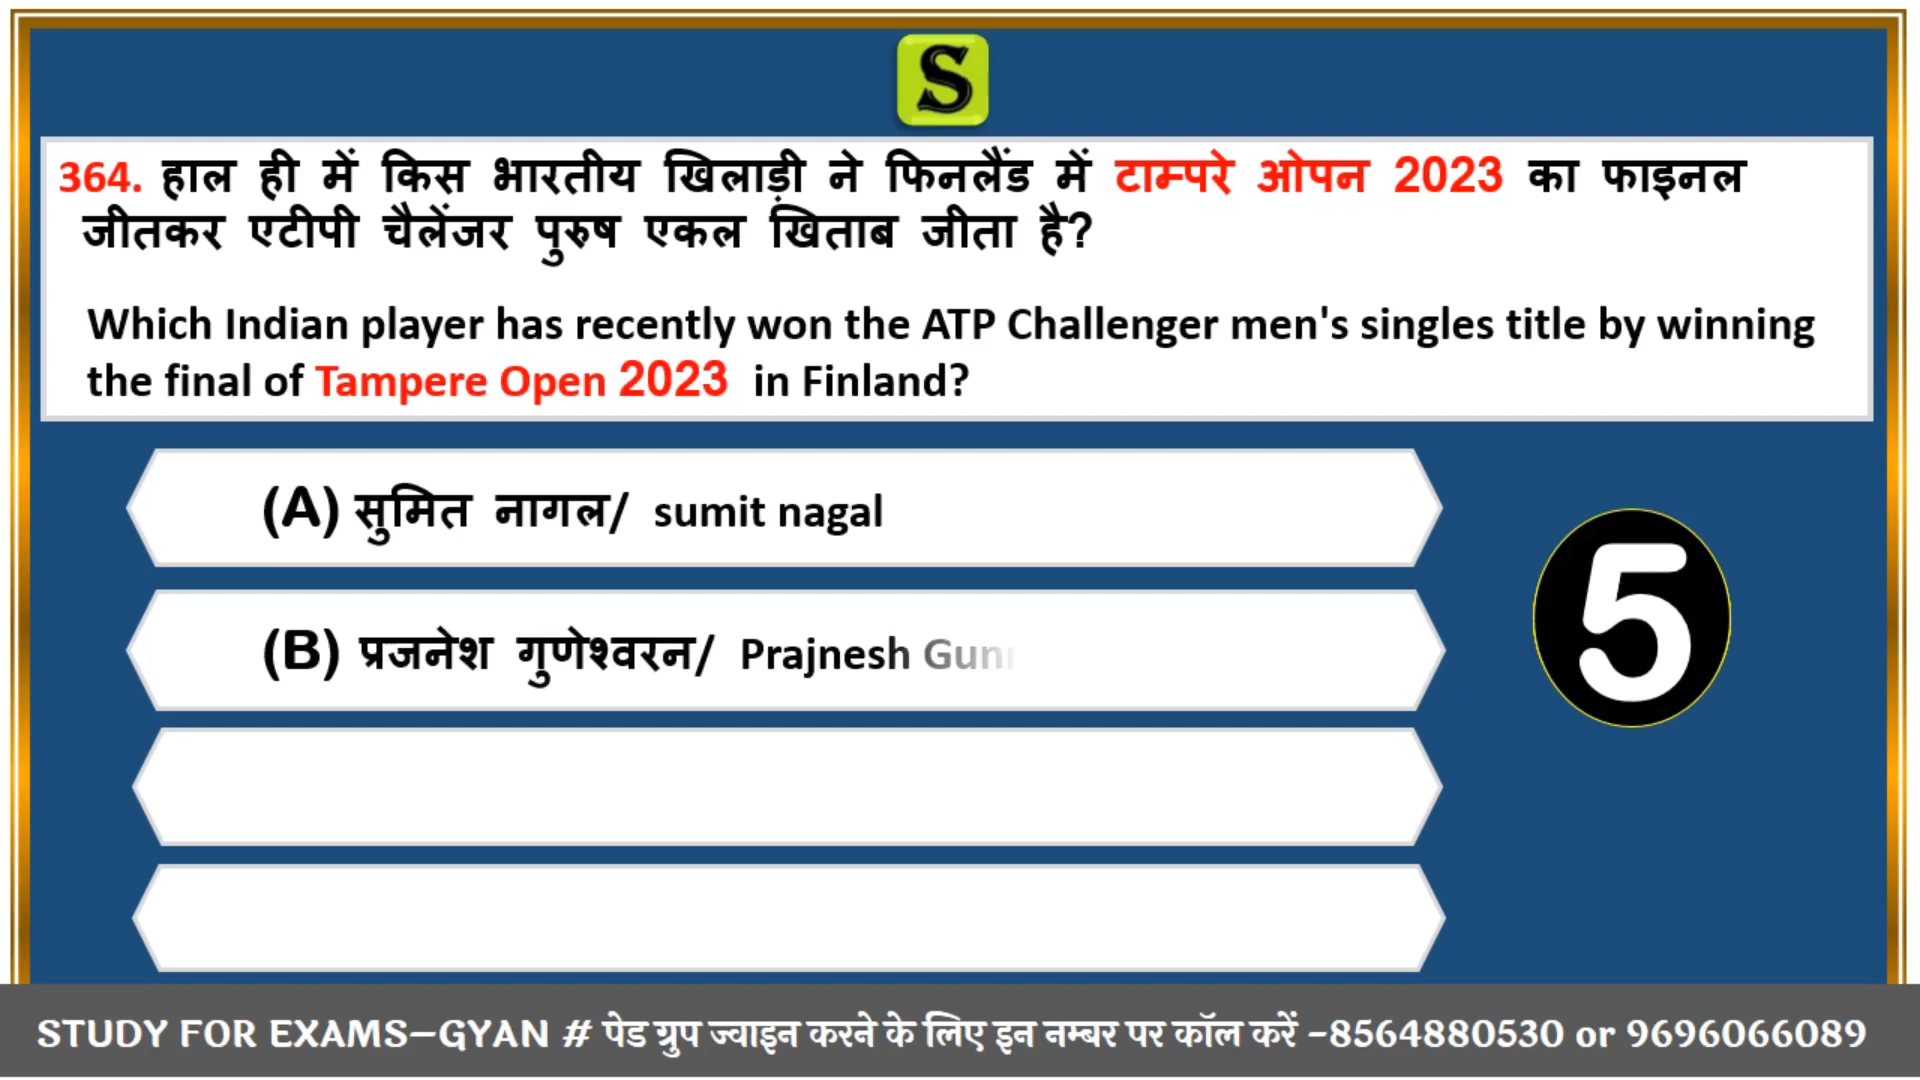 S
364. हाल ही में किस भारतीय खिलाड़ी ने फिनलैंड में टाम्परे ओपन 2023 का फाइनल
जीतकर एटीपी चैलेंजर पुरुष एकल खिताब जीता है?
Which Indian player has recently won the ATP Challenger men's singles title by winning
the final of Tampere Open 2023 in Finland?
(A) सुमित नागल/ sumit nagal
(B) प्रजनेश गुणेश्वरन/ Prajnesh
5
STUDY FOR EXAMS–GYAN # पेड ग्रुप ज्वाइन करने के लिए इन नम्बर पर कॉल करें –8564880530 or 9696066089